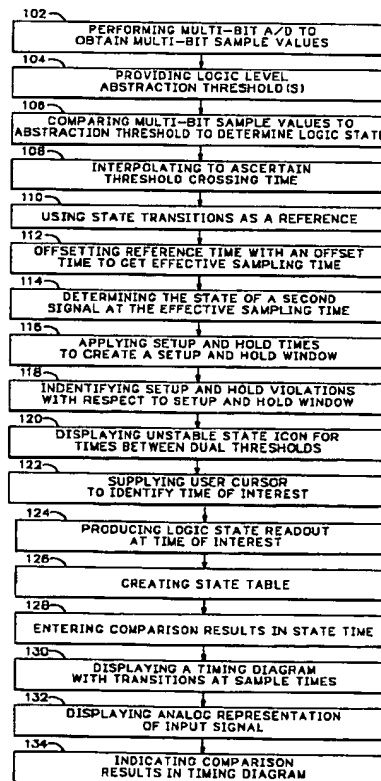 102
PERFORMING MULTI-BIT A/D TO
OBTAIN MULTI-BIT SAMPLE VALUES
104
PROVIDING LOGIC LEVEL
ABSTRACTION THRESHOLD(S)
106
COMPARING MULTI-BIT SAMPLE VALUES TO
ABSTRACTION THRESHOLD TO DETERMINE LOGIC STATE
108
INTERPOLATING TO ASCERTAIN
THRESHOLD CROSSING TIME
110
USING STATE TRANSITIONS AS A REFERENCE
112
OFFSETTING REFERENCE TIME WITH AN OFFSET
TIME TO GET EFFECTIVE SAMPLING TIME
114
DETERMINING THE STATE OF A SECOND
SIGNAL AT THE EFFECTIVE SAMPLING TIME
116
APPLYING SETUP AND HOLD TIMES
TO CREATE A SETUP AND HOLD WINDOW
118
INDENTIFYING SETUP AND HOLD VIOLATIONS
WITH RESPECT TO SETUP AND HOLD WINDOW
120
DISPLAYING UNSTABLE STATE ICON FOR
TIMES BETWEEN DUAL THRESHOLDS
122
SUPPLYING USER CURSOR
TO IDENTIFY TIME OF INTEREST
124
PRODUCING LOGIC STATE READOUT
AT TIME OF INTEREST
126
CREATING STATE TABLE
128
ENTERING COMPARISON RESULTS IN STATE TIME
130
DISPLAYING A TIMING DIAGRAM
WITH TRANSITIONS AT SAMPLE TIMES
132
DISPLAYING ANALOG REPRESENTATION
OF INPUT SIGNAL
134
INDICATING COMPARISON
RESULTS IN TIMING DIAGRAM